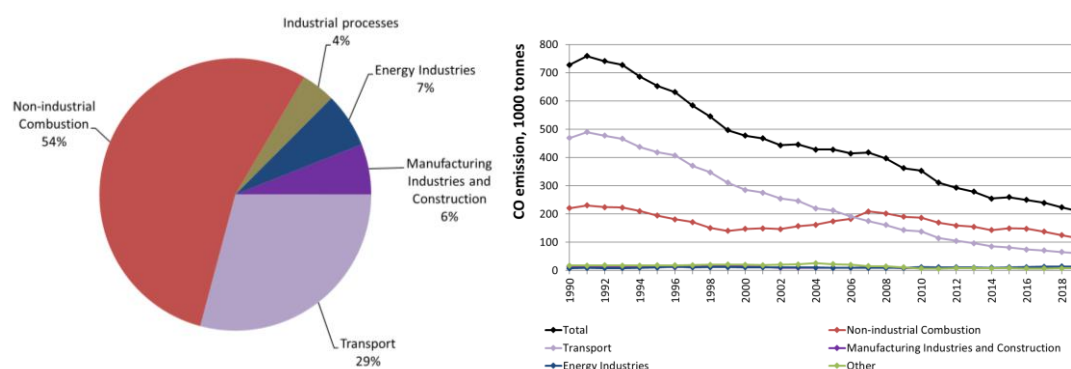 Industrial processes
4%
Energy Industries
7%
Non-industrial
Combustion
54%
Manufacturing
Industries and
Construction
6%
Transport
29%
CO emission, 1000 tonnes
800
700
600
500
400
300
200
100
0
1990
1992
1994
1996
1998
2000
2002
2004
2006
2008
2010
2012
2014
2016
2018
Total
Non-industrial Combustion
Transport
Manufacturing Industries and Construction
Energy Industries
Other